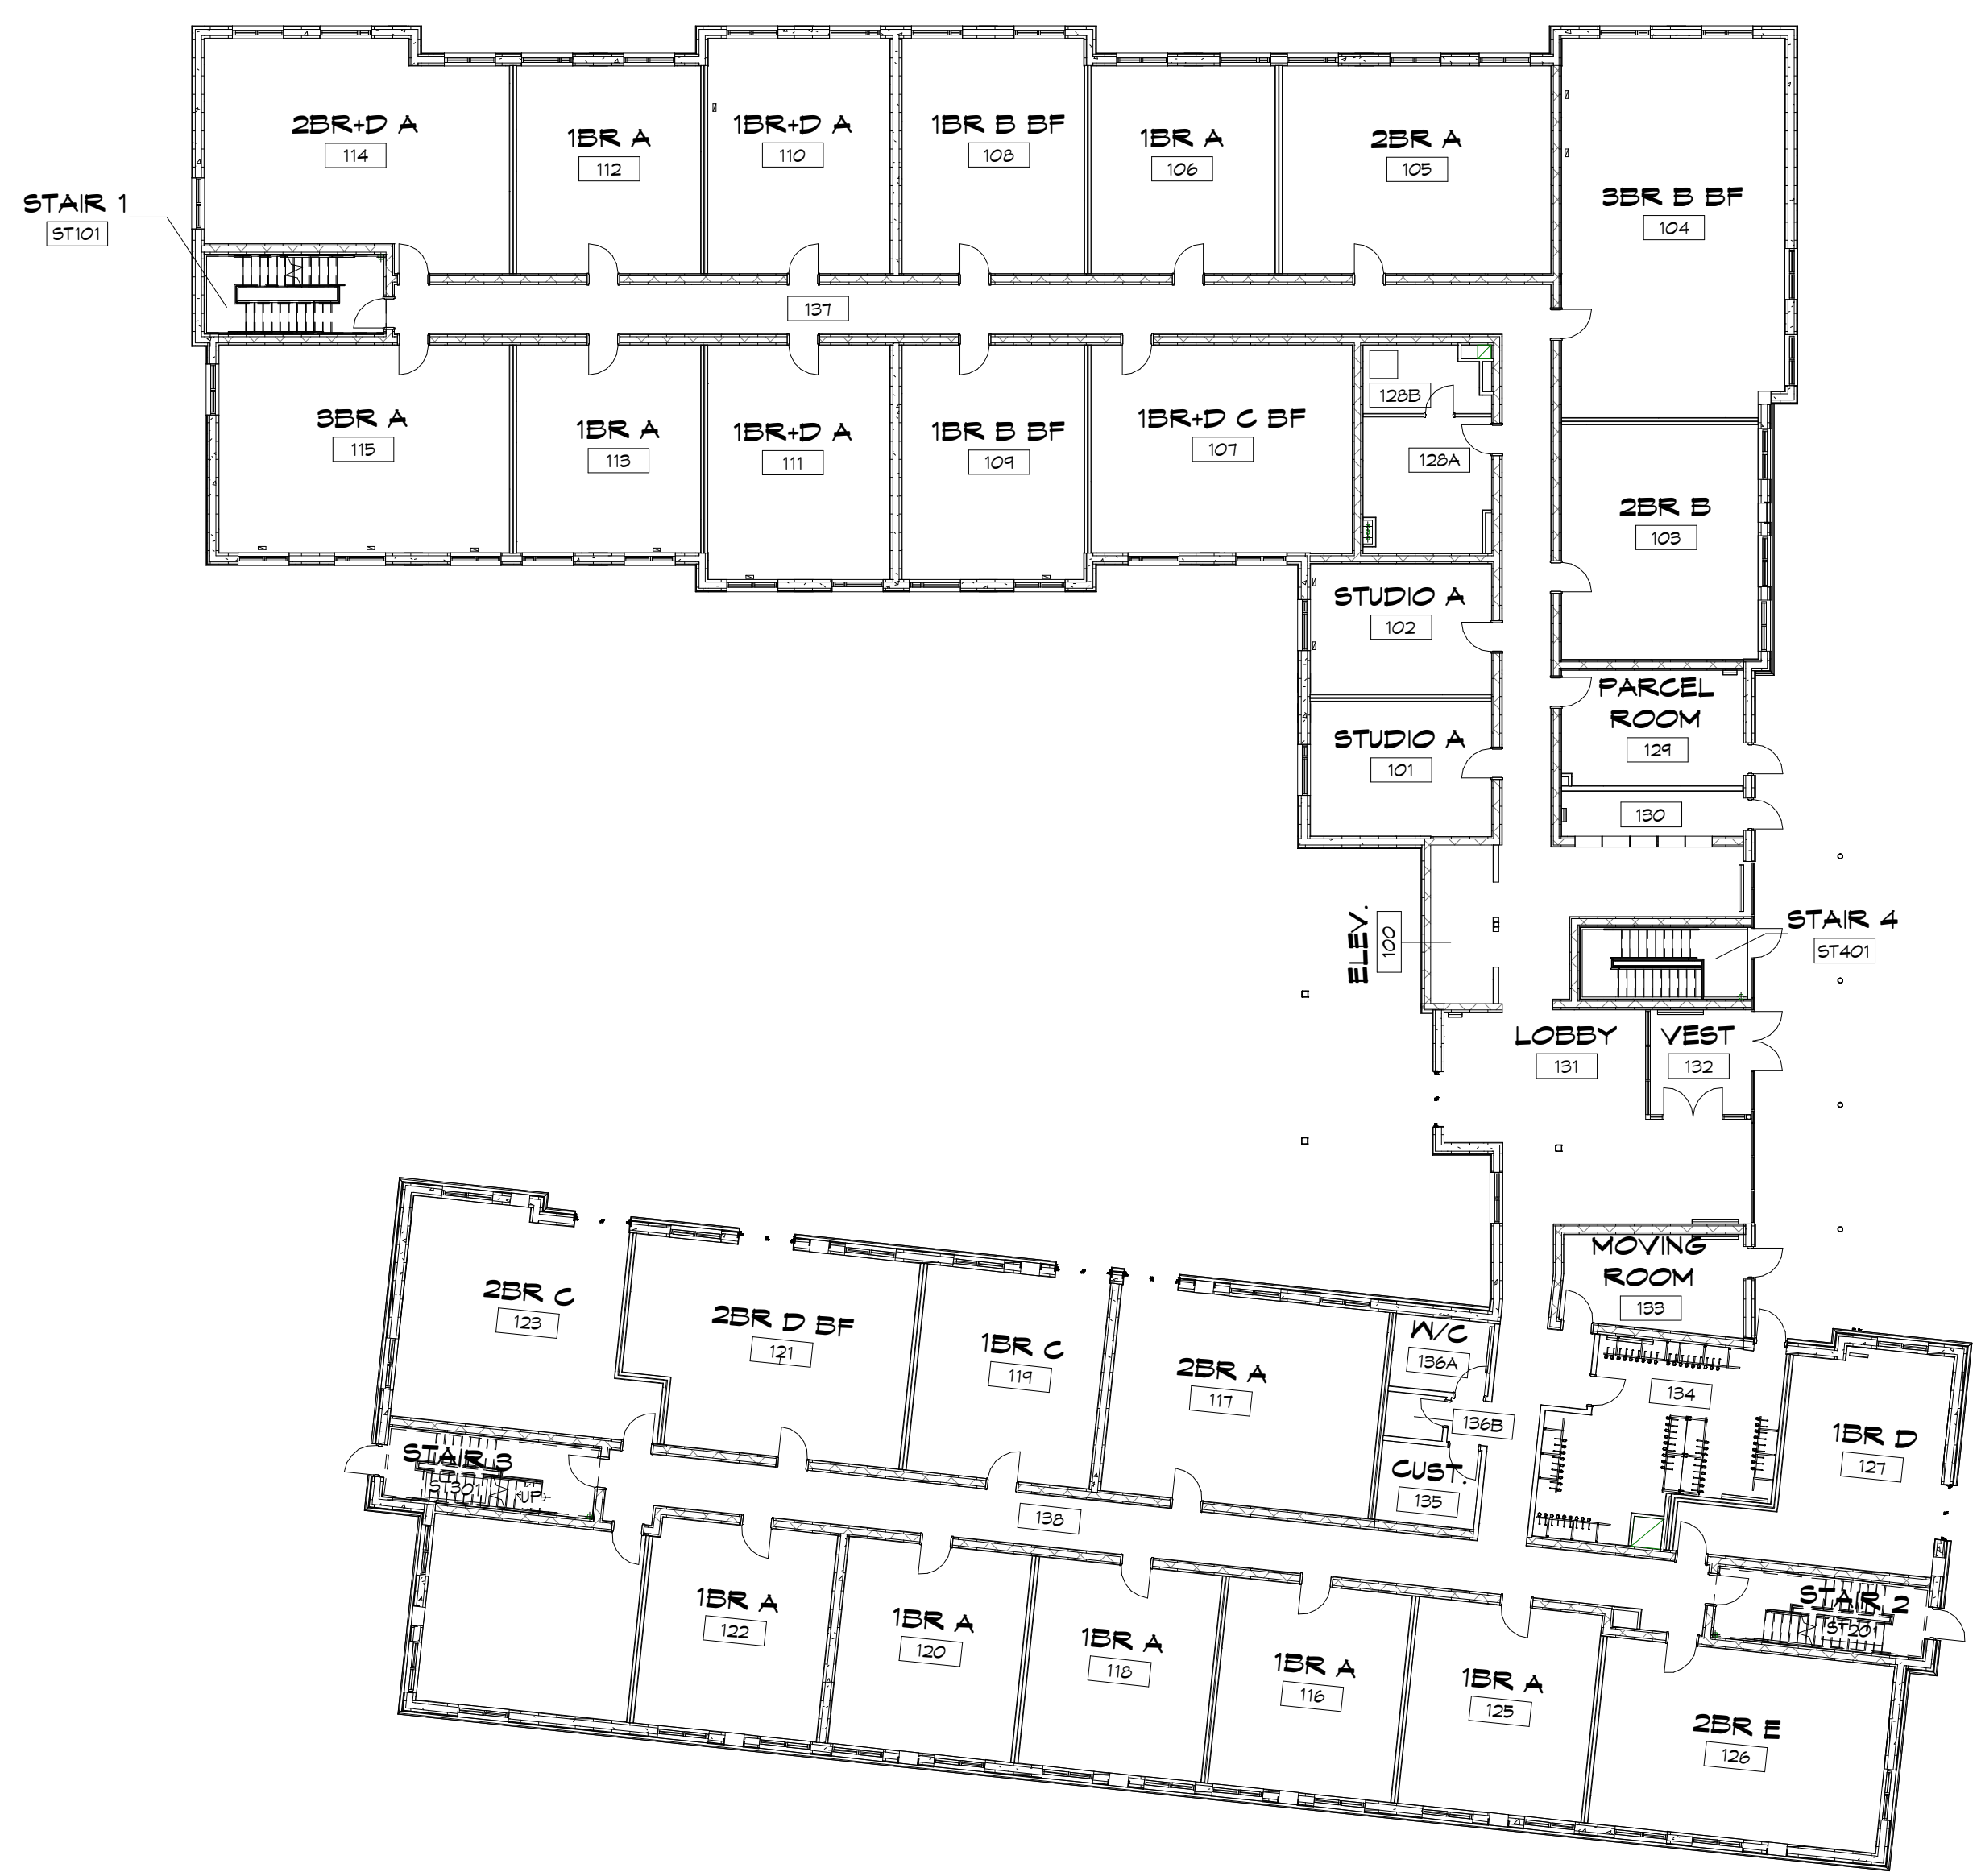 2BR+D A
114
1BR A
112
1BR+D A
110
1BR B BF
108
1BR A
106
2BR A
105
3BR B BF
104
STAIR 1
ST101
137
3BR A
115
1BR A
113
1BR+D A
111
1BR B BF
109
1BR+D C BF
107
128B
128A
2BR B
103
STUDIO A
102
STUDIO A
101
PARCEL
ROOM
129
130
ELEV.
100
STAIR 4
ST401
LOBBY
131
VEST
132
MOVING
ROOM
133
2BR C
123
2BR D BF
121
1BR C
119
2BR A
117
W/C
136A
136B
CUST.
135
134
1BR D
127
STAIR 3
ST301
UP
138
1BR A
122
1BR A
120
1BR A
118
1BR A
116
1BR A
125
2BR E
126
STAIR 2
ST201